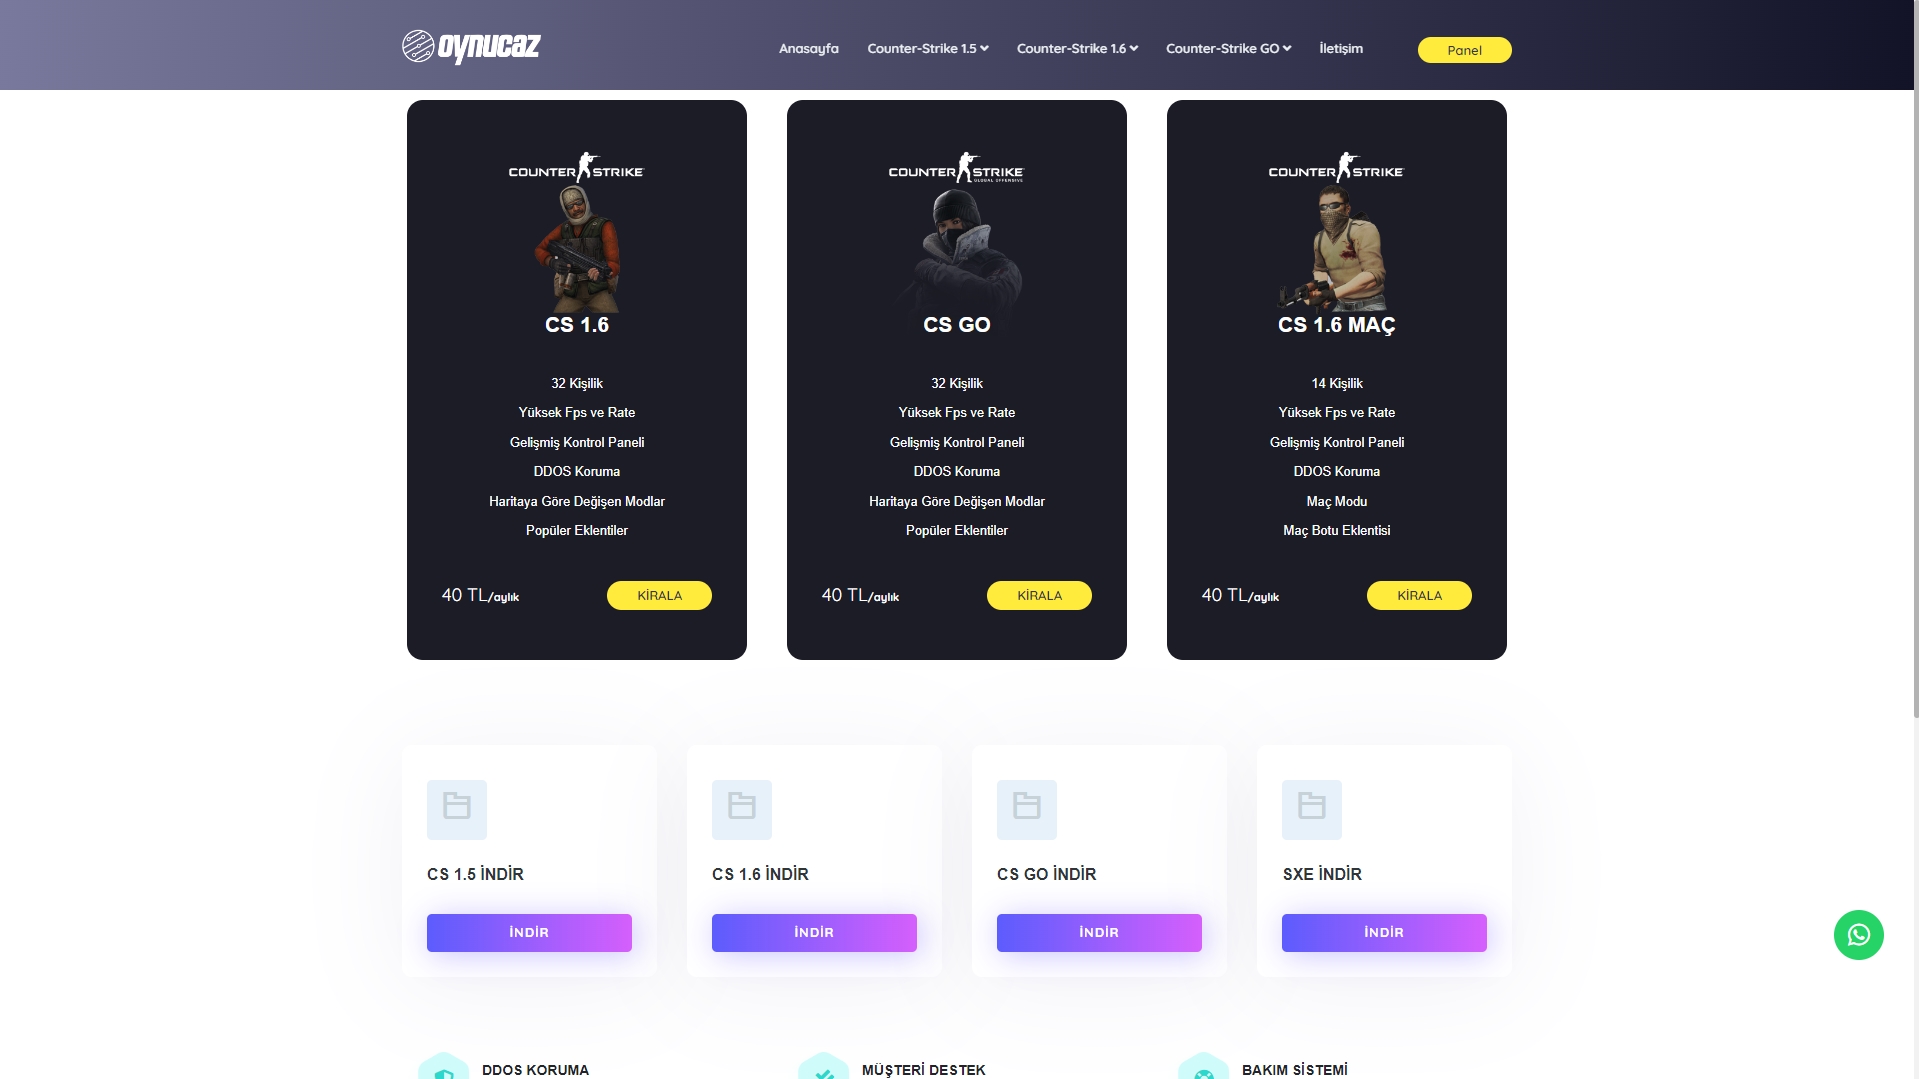 oynucaz
Anasayfa
Counter-Strike 1.5
Counter-Strike 1.6
Counter-Strike GO
İletişim
Panel
COUNTER STRIKE
CS 1.6
32 Kişilik
Yüksek Fps ve Rate
Gelişmiş Kontrol Paneli
DDOS Koruma
Haritaya Göre Değişen Modlar
Popüler Eklentiler
40 TL/aylık
KİRALA
COUNTER STRIKE
GLOBAL OFFENSIVE
CS GO
32 Kişilik
Yüksek Fps ve Rate
Gelişmiş Kontrol Paneli
DDOS Koruma
Haritaya Göre Değişen Modlar
Popüler Eklentiler
40 TL/aylık
KİRALA
COUNTER STRIKE
CS 1.6 MAÇ
14 Kişilik
Yüksek Fps ve Rate
Gelişmiş Kontrol Paneli
DDOS Koruma
Maç Modu
Maç Botu Eklentisi
40 TL/aylık
KİRALA
CS 1.5 İNDİR
İNDİR
CS 1.6 İNDİR
İNDİR
CS GO İNDİR
İNDİR
SXE İNDİR
İNDİR
DDOS KORUMA
MÜŞTERİ DESTEK
BAKIM SİSTEMİ